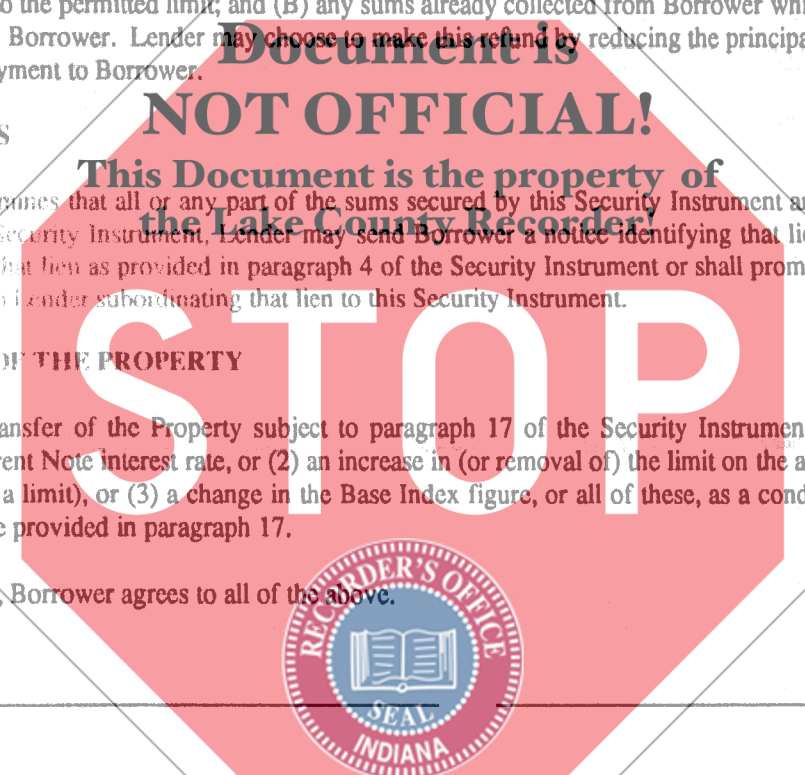 o the permitted limit; and (B) any sums already collected from Borrower whi
Borrower. Lender may choose to make this refund by reducing the principa
yment to Borrower.
Document is
NOT OFFICIAL!
S
This Document is the property of
the Lake County Recorder!
mines that all or any part of the sums secured by this Security Instrument a
Security Instrument, Lender may send Borrower a notice identifying that lie
hat lien as provided in paragraph 4 of the Security Instrument or shall prom
Lender subordinating that lien to this Security Instrument.
STOP
OF THE PROPERTY
ansfer of the Property subject to paragraph 17 of the Security Instrumen
rent Note interest rate, or (2) an increase in (or removal of) the limit on the a
a limit), or (3) a change in the Base Index figure, or all of these, as a cond
e provided in paragraph 17.
, Borrower agrees to all of the above.
RECORDER'S OFFICE
SEAL
INDIANA